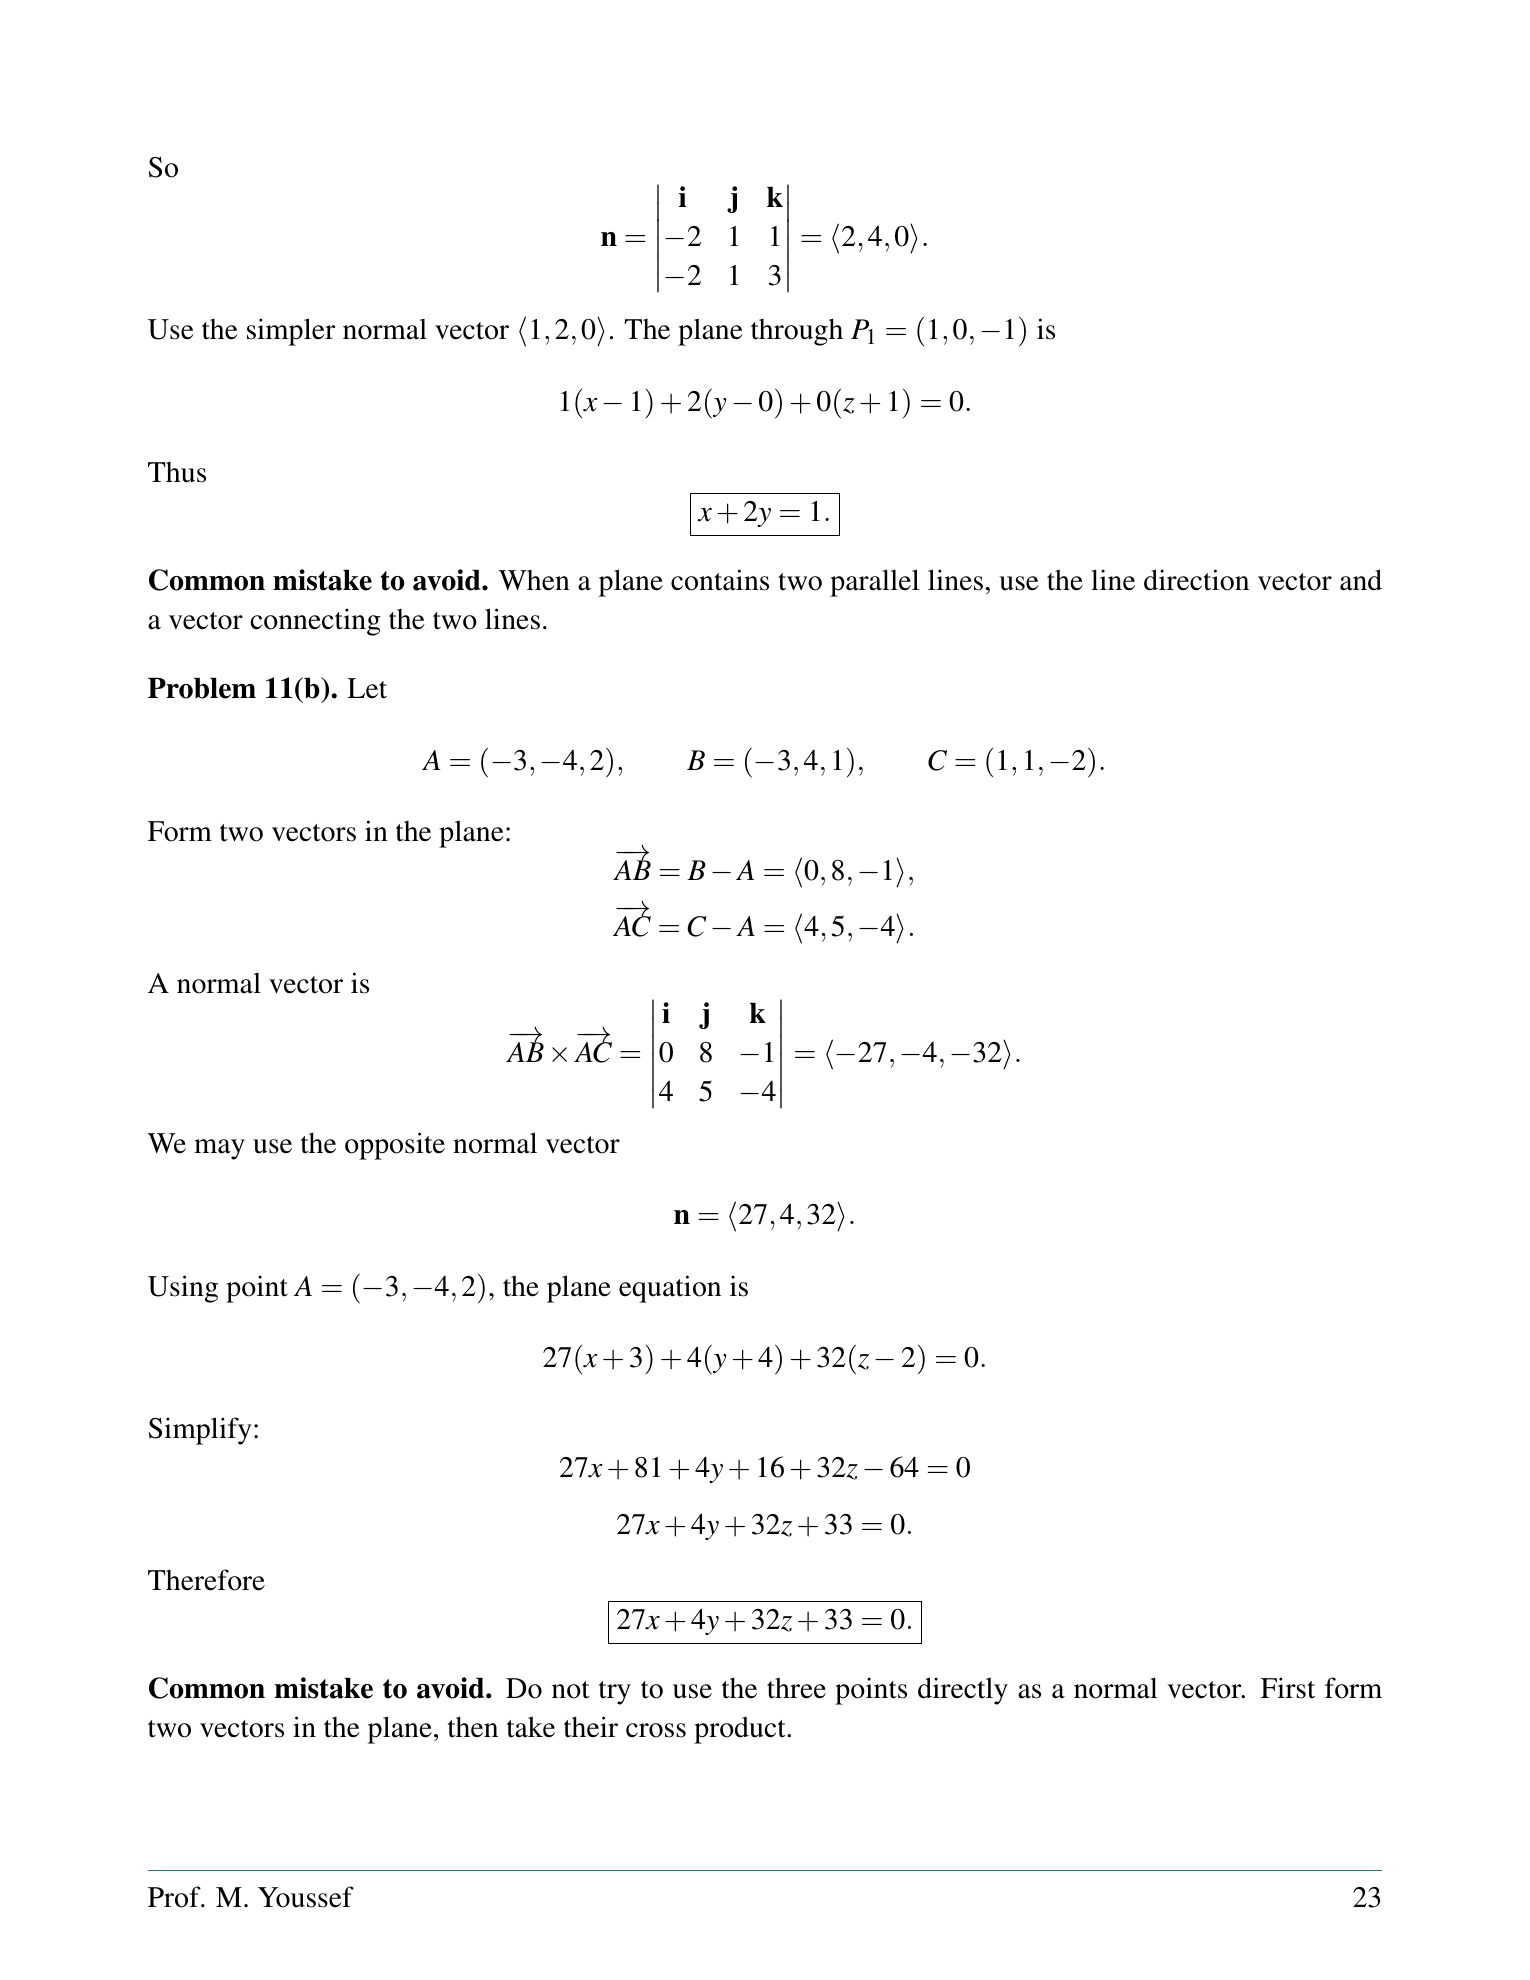 So
n = | i j k |
| −2 1 1 | = ⟨2,4,0⟩.
| −2 1 3 |
Use the simpler normal vector ⟨1,2,0⟩. The plane through P₁ = (1,0,−1) is
1(x−1)+2(y−0)+0(z+1) = 0.
Thus
x+2y = 1.
Common mistake to avoid. When a plane contains two parallel lines, use the line direction vector and
a vector connecting the two lines.
Problem 11(b). Let
A = (−3,−4,2), B = (−3,4,1), C = (1,1,−2).
Form two vectors in the plane:
\overrightarrow{AB} = B−A = ⟨0,8,−1⟩,
\overrightarrow{AC} = C−A = ⟨4,5,−4⟩.
A normal vector is
| i j k |
\overrightarrow{AB}×\overrightarrow{AC} = | 0 8 −1 | = ⟨−27,−4,−32⟩.
| 4 5 −4 |
We may use the opposite normal vector
n = ⟨27,4,32⟩.
Using point A = (−3,−4,2), the plane equation is
27(x+3)+4(y+4)+32(z−2) = 0.
Simplify:
27x+81+4y+16+32z−64 = 0
27x+4y+32z+33 = 0.
Therefore
27x+4y+32z+33 = 0.
Common mistake to avoid. Do not try to use the three points directly as a normal vector. First form
two vectors in the plane, then take their cross product.
Prof. M. Youssef 23